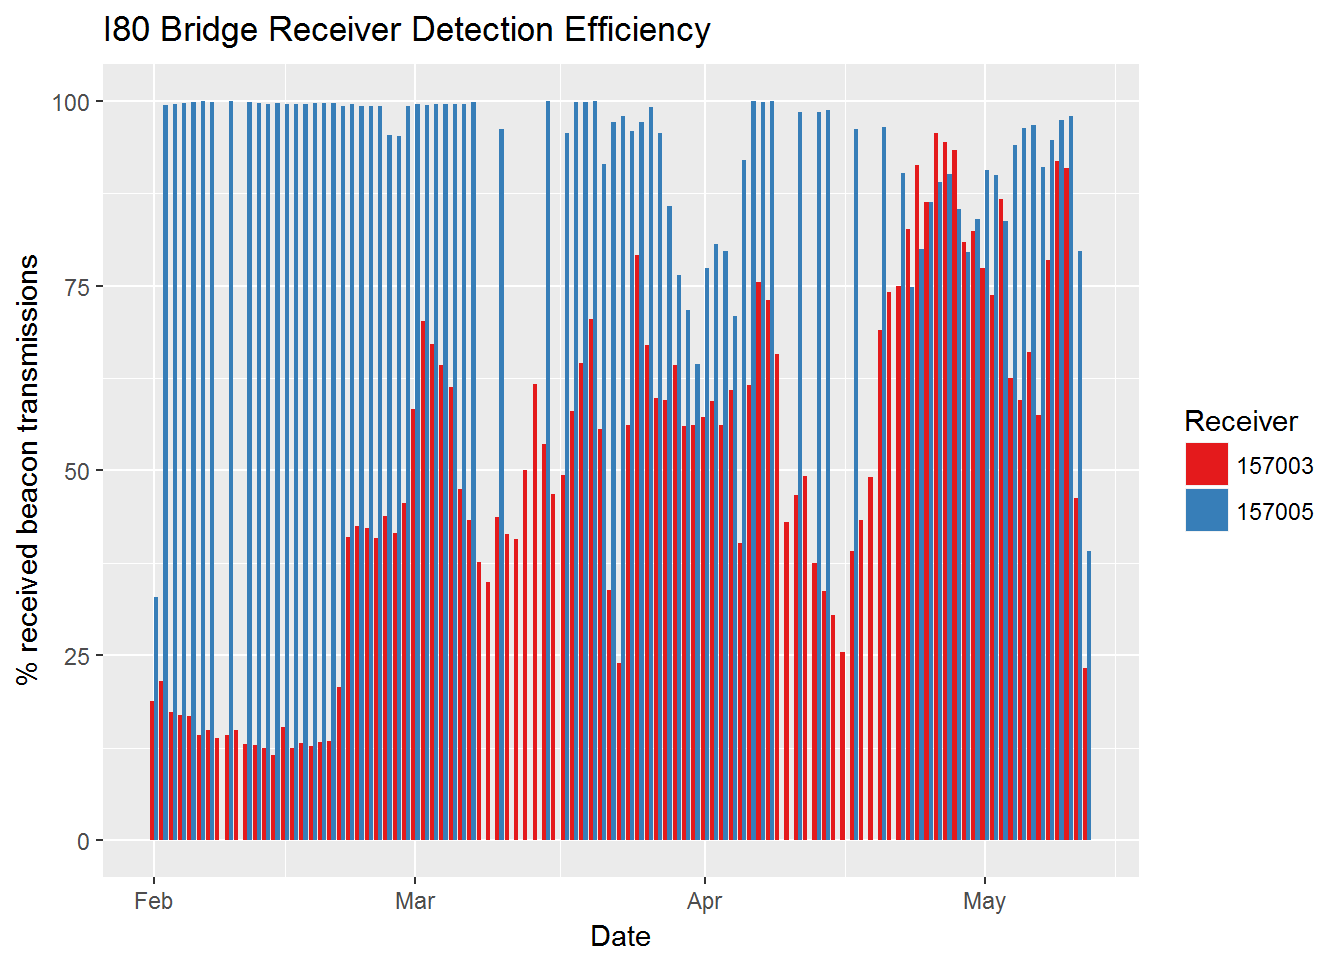 I80 Bridge Receiver Detection Efficiency
% received beacon transmissions
100
75
50
25
0
Feb Mar Apr May
Date
Receiver
157003
157005